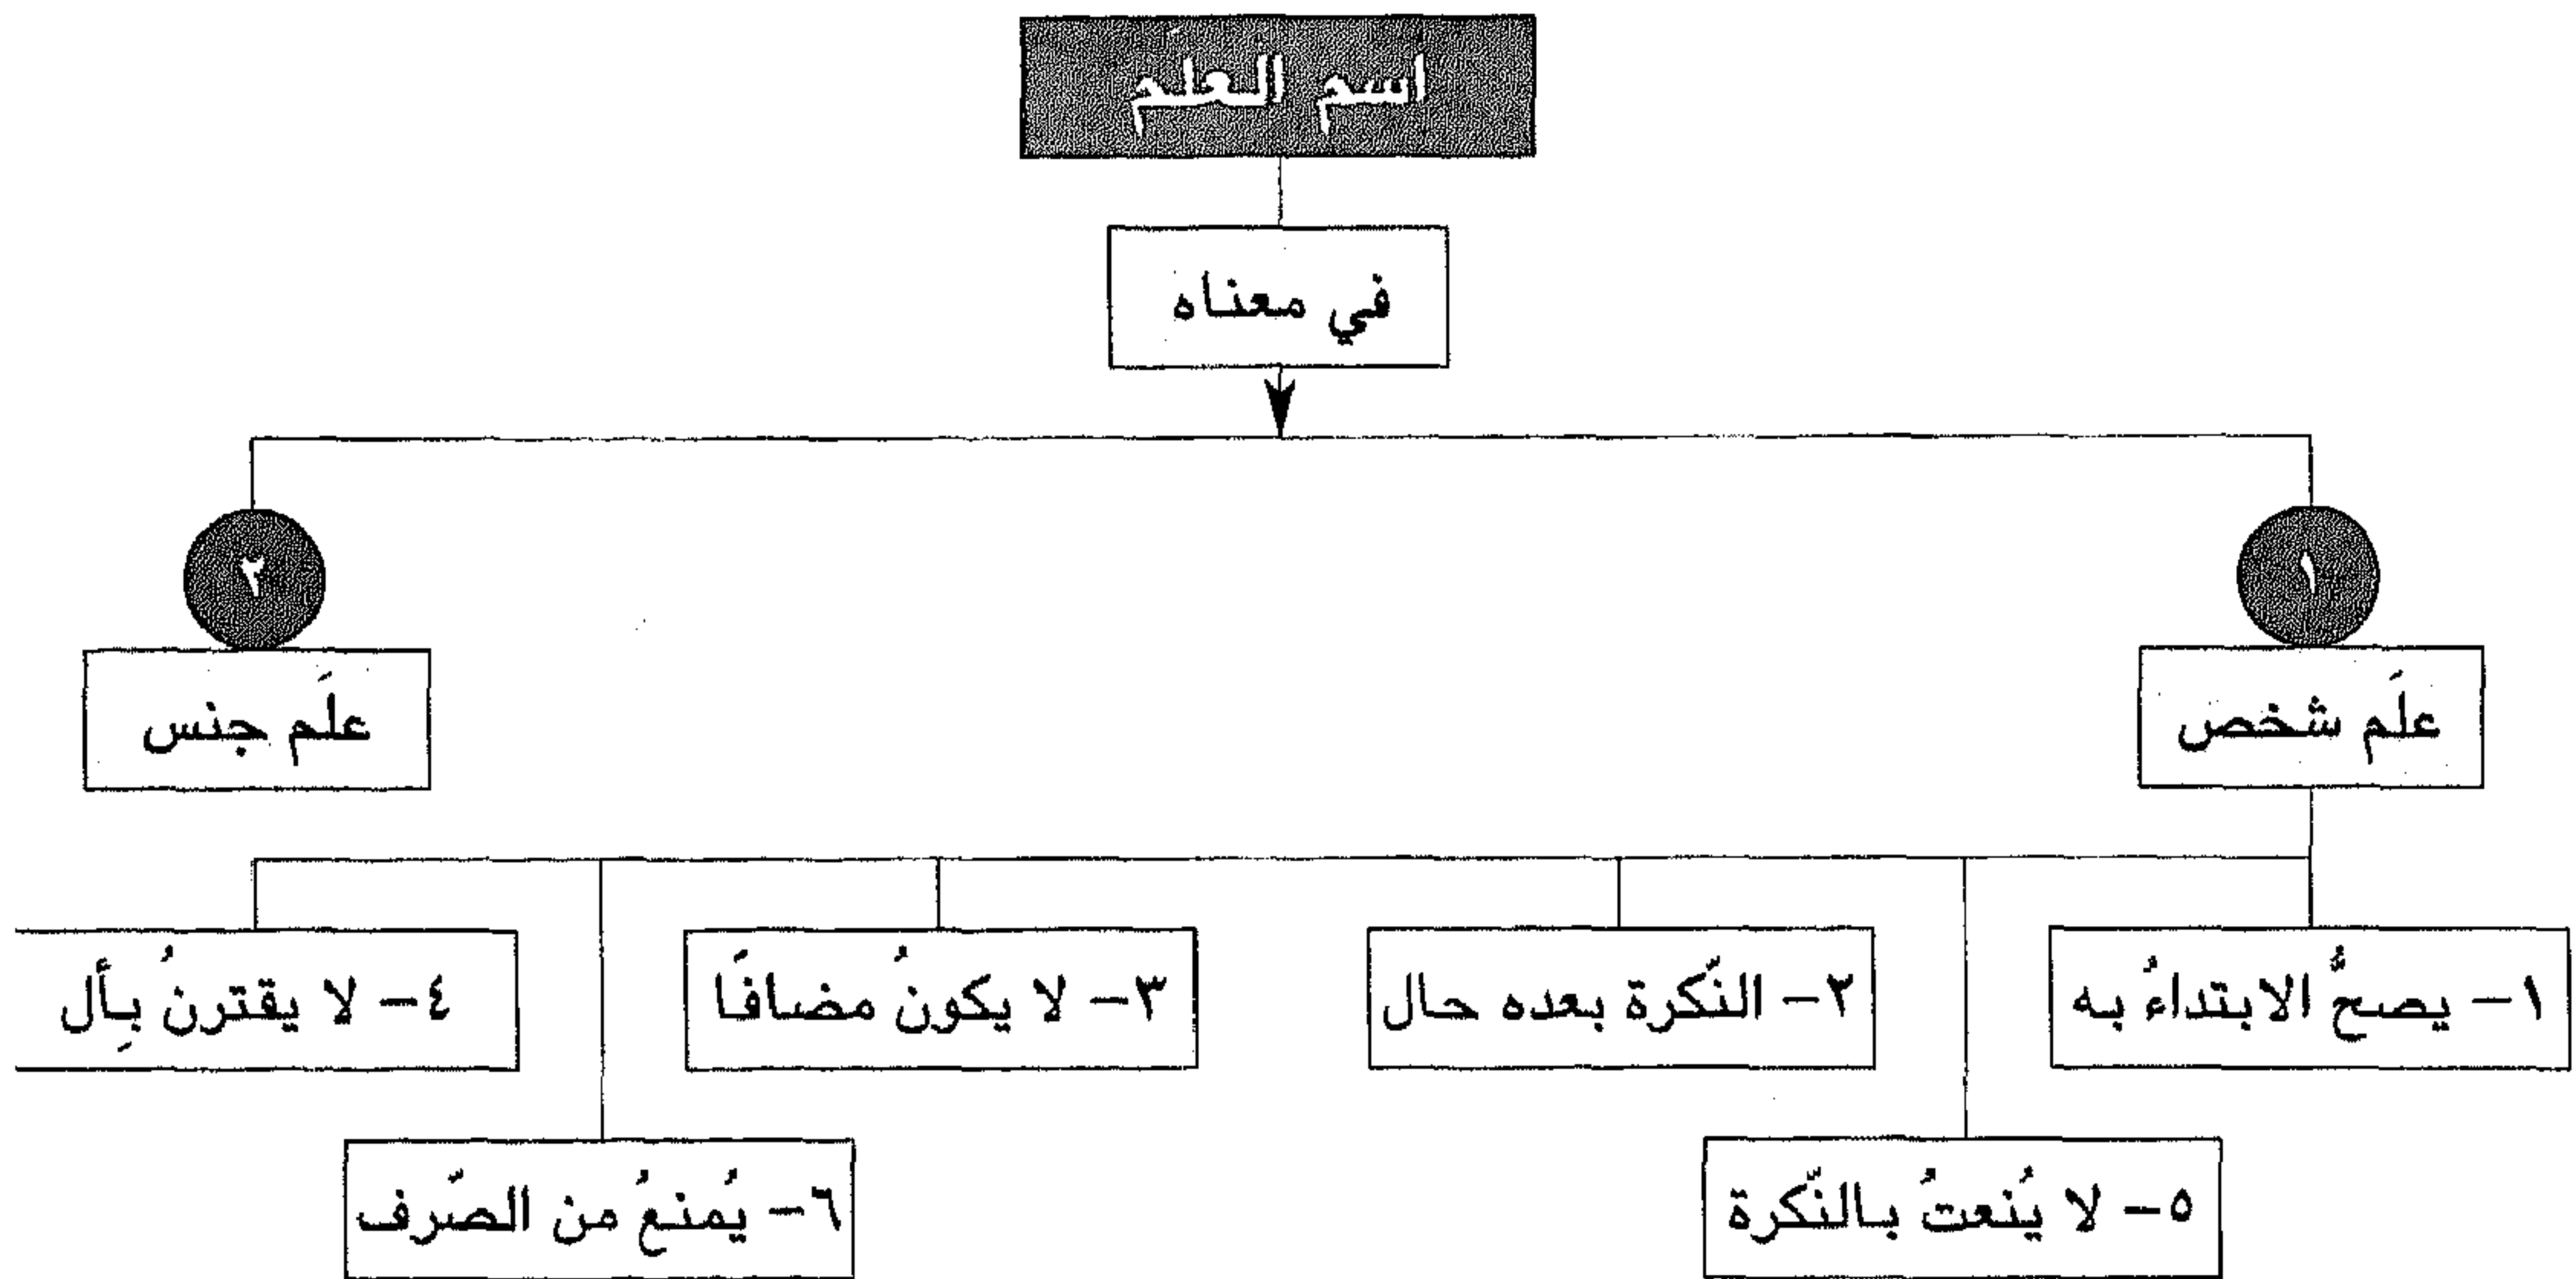 اسم العلَم
في معناه
١
علَم شخص
٢
علَم جنس
١- يصحُّ الابتداءُ به
٢- النّكرة بعده حال
٣- لا يكونُ مضافًا
٤- لا يقترنُ بِأل
٥- لا يُنعتُ بالنّكرة
٦- يُمنعُ من الصّرف